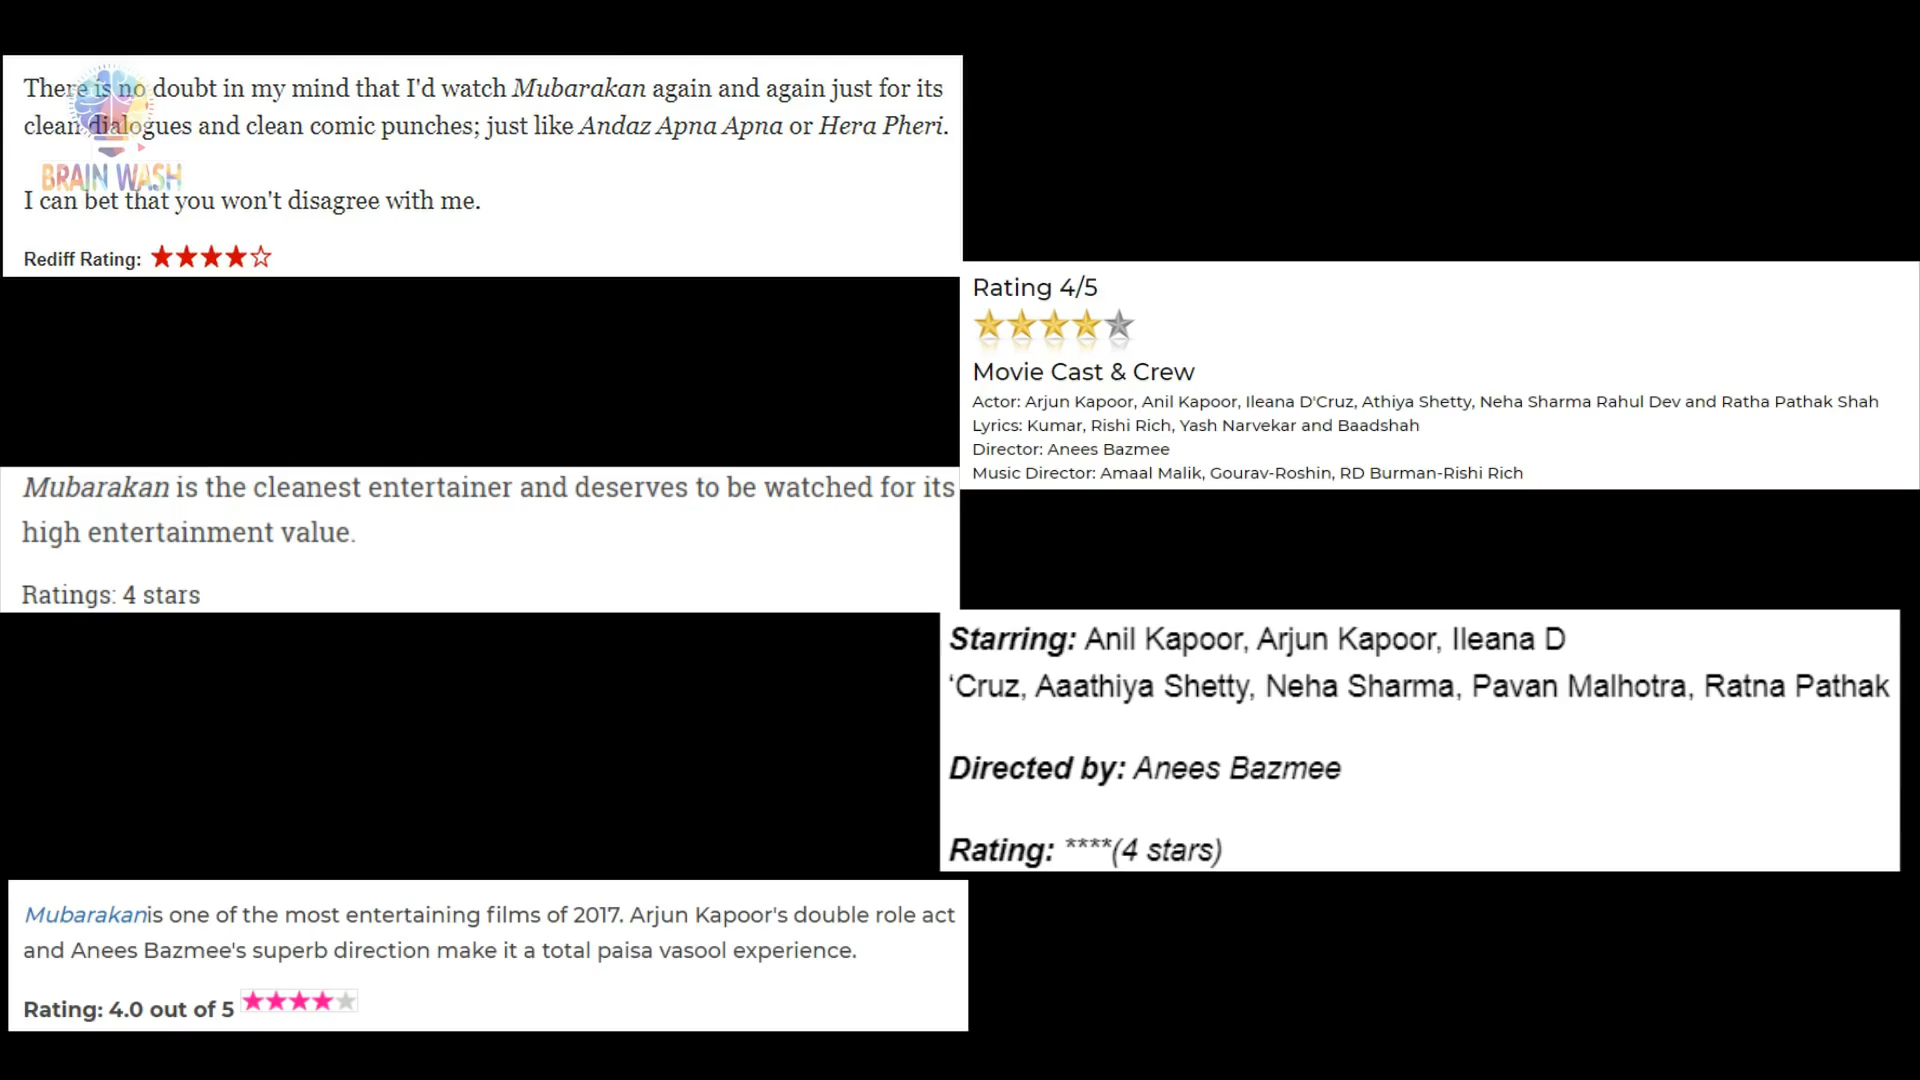 There is no doubt in my mind that I'd watch Mubarakan again and again just for its
clean dialogues and clean comic punches; just like Andaz Apna Apna or Hera Pheri.
BRAIN WASH
I can bet that you won't disagree with me.
Rediff Rating:
Rating 4/5
Movie Cast & Crew
Actor: Arjun Kapoor, Anil Kapoor, Ileana D'Cruz, Athiya Shetty, Neha Sharma Rahul Dev and Ratha Pathak Shah
Lyrics: Kumar, Rishi Rich, Yash Narvekar and Baadshah
Director: Anees Bazmee
Music Director: Amaal Malik, Gourav-Roshin, RD Burman-Rishi Rich
Mubarakan is the cleanest entertainer and deserves to be watched for its
high entertainment value.
Ratings: 4 stars
Starring: Anil Kapoor, Arjun Kapoor, Ileana D
‘Cruz, Aaathiya Shetty, Neha Sharma, Pavan Malhotra, Ratna Pathak
Directed by: Anees Bazmee
Rating: ****(4 stars)
Mubarakanis one of the most entertaining films of 2017. Arjun Kapoor's double role act
and Anees Bazmee's superb direction make it a total paisa vasool experience.
Rating: 4.0 out of 5